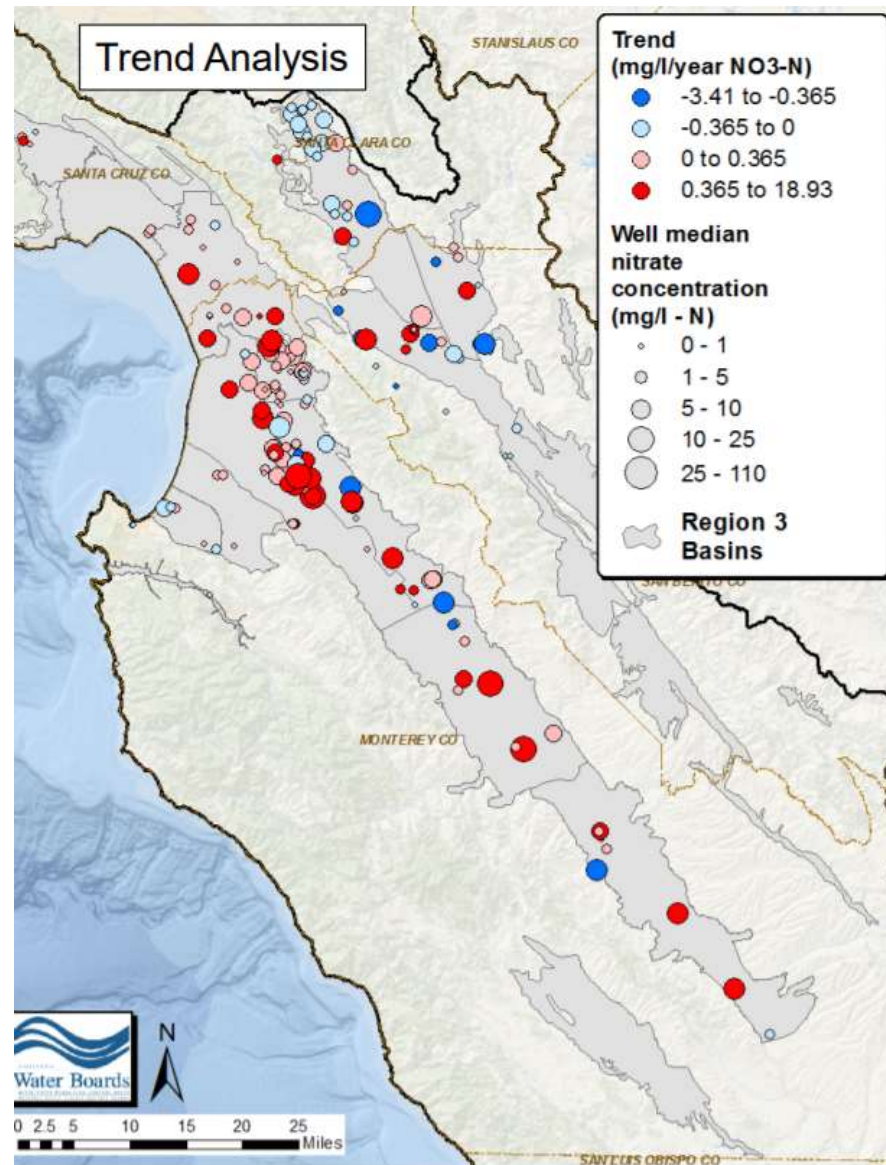 Trend Analysis
STANISLAUS CO
SANTA CLARA CO
SANTA CRUZ CO
Trend
(mg/l/year NO3-N)
-3.41 to -0.365
-0.365 to 0
0 to 0.365
0.365 to 18.93
Well median
nitrate
concentration
(mg/l - N)
0 - 1
1 - 5
5 - 10
10 - 25
25 - 110
Region 3
Basins
SAN BENITO CO
MONTEREY CO
Water Boards
N
0 2.5 5 10 15 20 25
Miles
SAN LUIS OBISPO CO